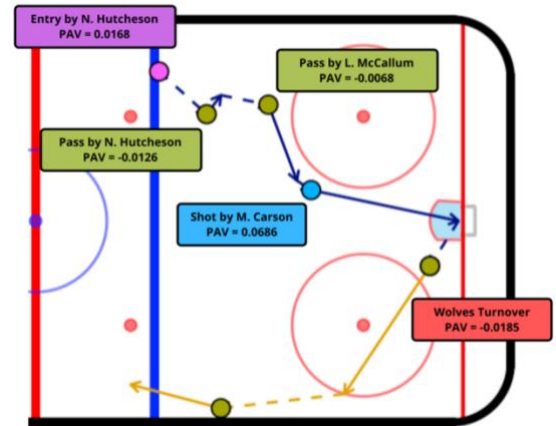 Entry by N. Hutcheson
PAV = 0.0168
Pass by L. McCallum
PAV = -0.0068
Pass by N. Hutcheson
PAV = -0.0126
Shot by M. Carson
PAV = 0.0686
Wolves Turnover
PAV = -0.0185